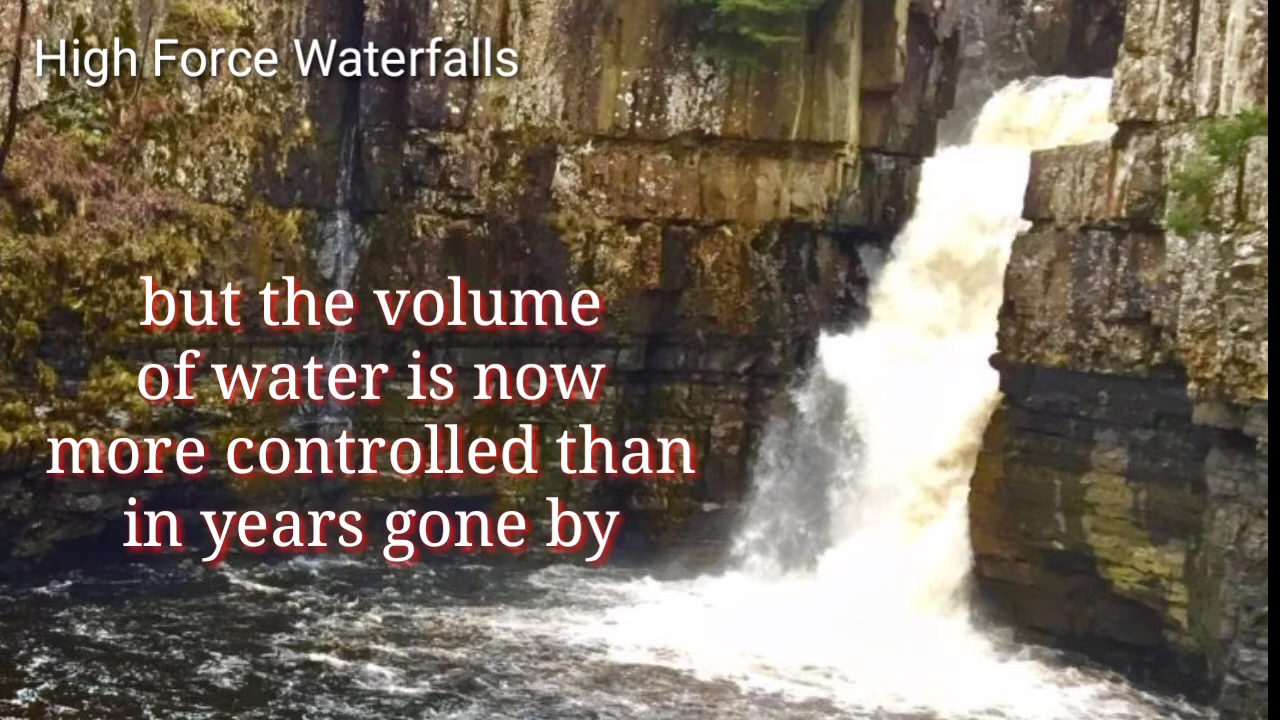 High Force Waterfalls
but the volume
of water is now
more controlled than
in years gone by